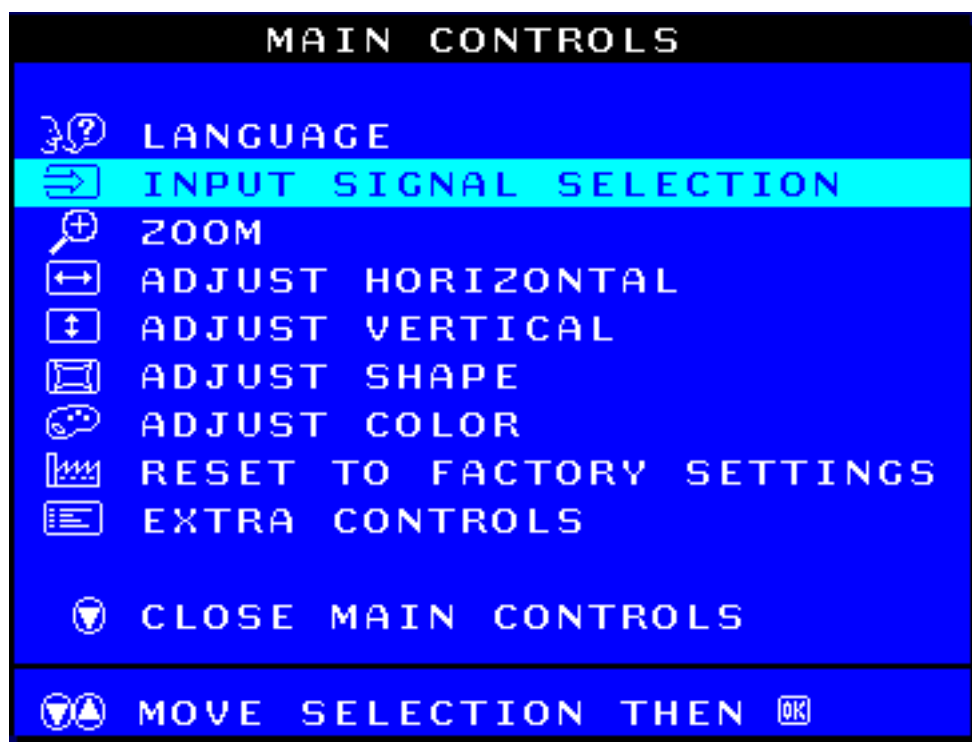 MAIN CONTROLS
LANGUAGE
INPUT SIGNAL SELECTION
ZOOM
ADJUST HORIZONTAL
ADJUST VERTICAL
ADJUST SHAPE
ADJUST COLOR
RESET TO FACTORY SETTINGS
EXTRA CONTROLS
CLOSE MAIN CONTROLS
MOVE SELECTION THEN OK